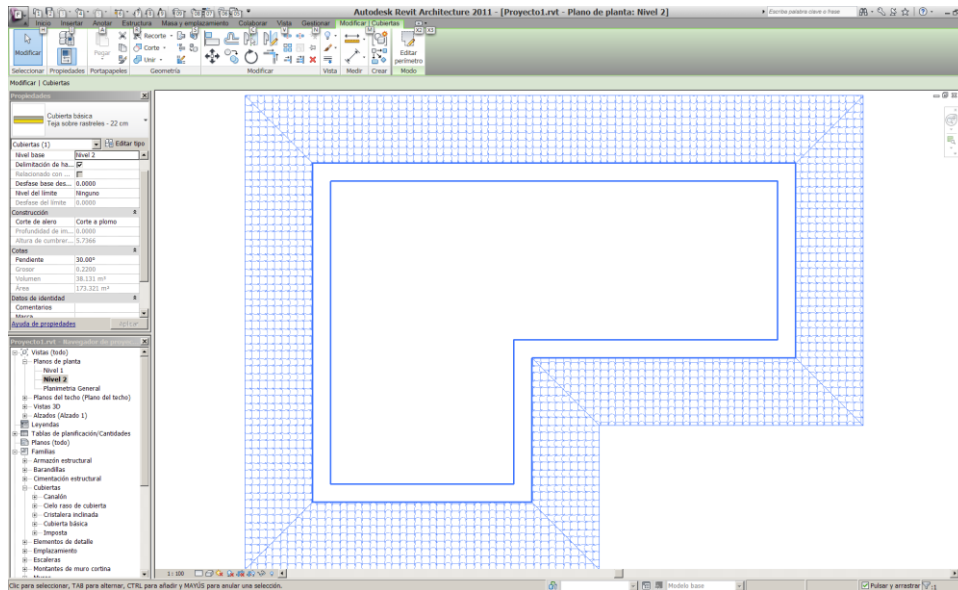 Autodesk Revit Architecture 2011 - [Proyecto1.rvt - Plano de planta: Nivel 2]
Escriba palabra clave o frase
Inicio Insertar Anotar Estructura Masa y emplazamiento Colaborar Vista Gestionar Modificar | Cubiertas
Modificar
Pegar
Recorte
Corte
Unir
Editar
perímetro
Seleccionar Propiedades Portapapeles Geometría Modificar Vista Medir Crear Modo
Modificar | Cubiertas
Propiedades
Cubierta básica
Teja sobre rastreles - 22 cm
Cubiertas (1) Editar tipo
Nivel base Nivel 2
Delimitación de ha...
Relacionado con ...
Desfase base des... 0.0000
Nivel del límite Ninguno
Desfase del límite 0.0000
Construcción
Corte de alero Corte a plomo
Profundidad de im... 0.0000
Altura de cumbrer... 5.7366
Cotas
Pendiente 30.00°
Grosor 0.2200
Volumen 38.131 m³
Área 173.321 m²
Datos de identidad
Comentarios
Marca
Ayuda de propiedades Aplicar
Proyecto1.rvt - Navegador de proyec...
Vistas (todo)
Planos de planta
Nivel 1
Nivel 2
Planimetria General
Planos del techo (Plano del techo)
Vistas 3D
Alzados (Alzado 1)
Leyendas
Tablas de planificación/Cantidades
Planos (todo)
Familias
Armazón estructural
Barandillas
Cimentación estructural
Cubiertas
Canalón
Cielo raso de cubierta
Cristalera inclinada
Cubierta básica
Imposta
Elementos de detalle
Emplazamiento
Escaleras
Montantes de muro cortina
Muros
1 : 100
Clic para seleccionar, TAB para alternar, CTRL para añadir y MAYÚS para anular una selección.
Modelo base
Pulsar y arrastrar